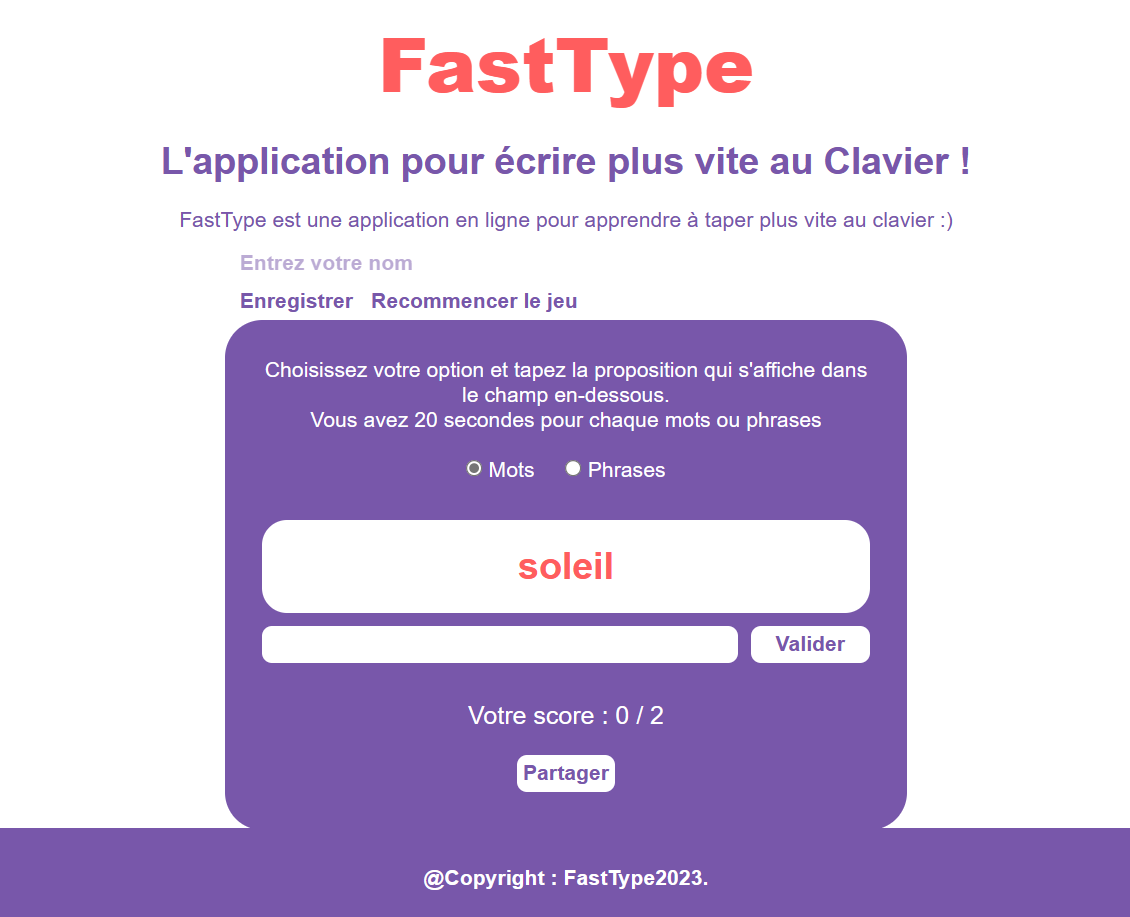 FastType
L'application pour écrire plus vite au Clavier !
FastType est une application en ligne pour apprendre à taper plus vite au clavier :)
Entrez votre nom
Enregistrer Recommencer le jeu
Choisissez votre option et tapez la proposition qui s'affiche dans
le champ en-dessous.
Vous avez 20 secondes pour chaque mots ou phrases
Mots Phrases
soleil
Valider
Votre score : 0 / 2
Partager
@Copyright : FastType2023.